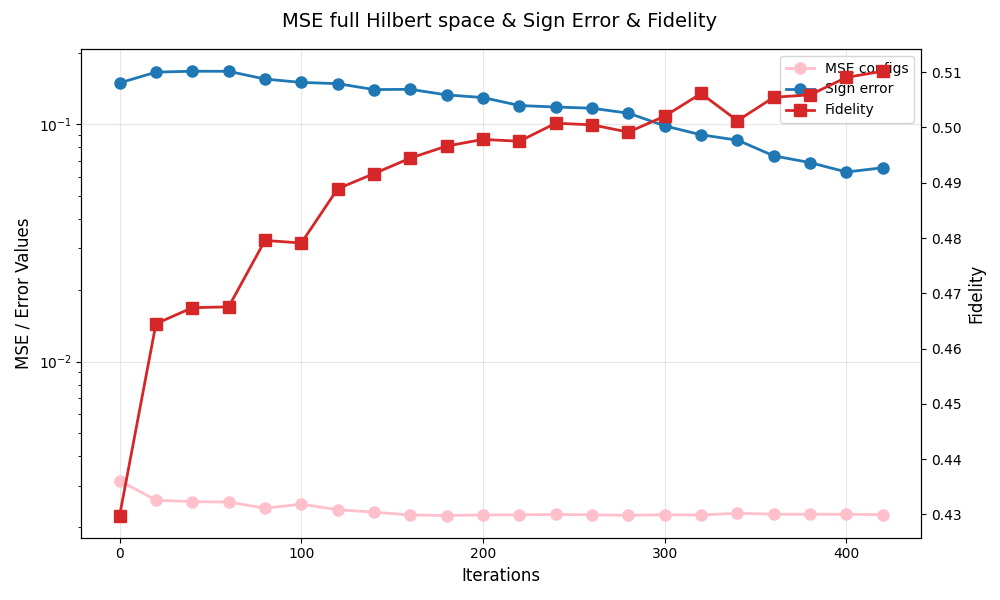 MSE full Hilbert space & Sign Error & Fidelity
MSE configs
Sign error
Fidelity
MSE / Error Values
10⁻¹
10⁻²
0.51
0.50
0.49
0.48
0.47
0.46
0.45
0.44
0.43
Fidelity
0
100
200
300
400
Iterations